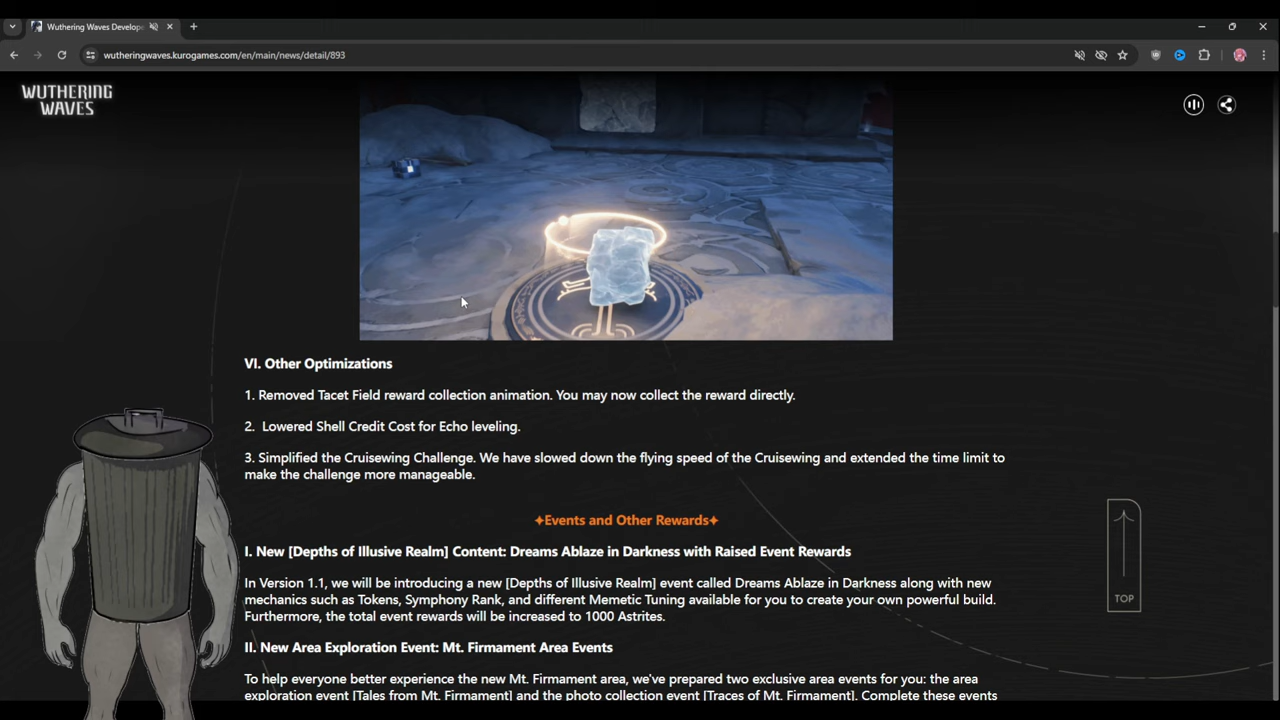 Wuthering Waves Develop
wutheringwaves.kurogames.com/en/main/news/detail/893
WUTHERING
WAVES
VI. Other Optimizations
1. Removed Tacet Field reward collection animation. You may now collect the reward directly.
2. Lowered Shell Credit Cost for Echo leveling.
3. Simplified the Cruisewing Challenge. We have slowed down the flying speed of the Cruisewing and extended the time limit to
make the challenge more manageable.
✦Events and Other Rewards✦
I. New [Depths of Illusive Realm] Content: Dreams Ablaze in Darkness with Raised Event Rewards
In Version 1.1, we will be introducing a new [Depths of Illusive Realm] event called Dreams Ablaze in Darkness along with new
mechanics such as Tokens, Symphony Rank, and different Memetic Tuning available for you to create your own powerful build.
Furthermore, the total event rewards will be increased to 1000 Astrites.
TOP
II. New Area Exploration Event: Mt. Firmament Area Events
To help everyone better experience the new Mt. Firmament area, we've prepared two exclusive area events for you: the area
exploration event [Tales from Mt. Firmament] and the photo collection event [Traces of Mt. Firmament]. Complete these events